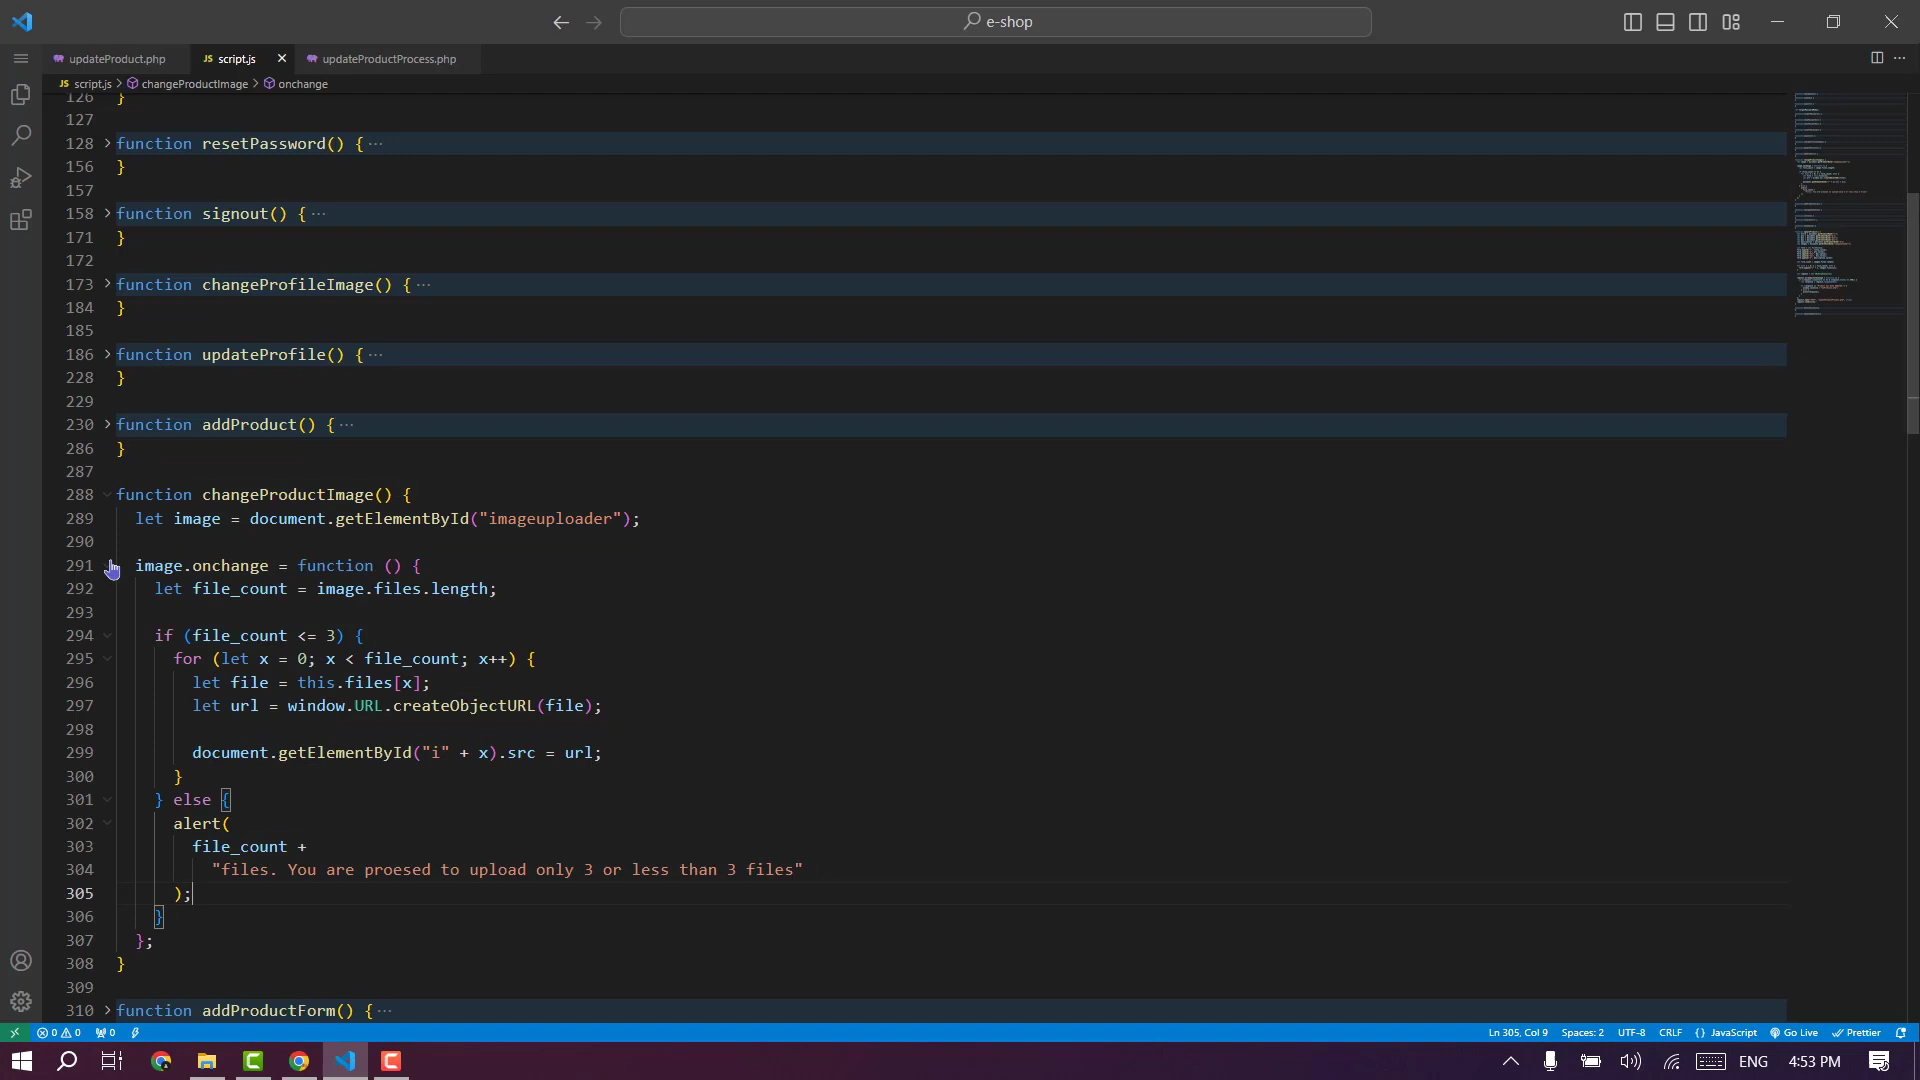 e-shop
updateProduct.php
JS script.js
updateProductProcess.php
JS script.js > changeProductImage > onchange
126 }
127
128 function resetPassword() { ...
156 }
157
158 function signout() { ...
171 }
172
173 function changeProfileImage() { ...
184 }
185
186 function updateProfile() { ...
228 }
229
230 function addProduct() { ...
286 }
287
288 function changeProductImage() {
289 let image = document.getElementById("imageuploader");
290
291 image.onchange = function () {
292 let file_count = image.files.length;
293
294 if (file_count <= 3) {
295 for (let x = 0; x < file_count; x++) {
296 let file = this.files[x];
297 let url = window.URL.createObjectURL(file);
298
299 document.getElementById("i" + x).src = url;
300 }
301 } else {
302 alert(
303 file_count +
304 "files. You are proesed to upload only 3 or less than 3 files"
305 );
306 }
307 };
308 }
309
310 function addProductForm() { ...
0 0 0 Ln 305, Col 9 Spaces: 2 UTF-8 CRLF {} JavaScript Go Live Prettier
ENG 4:53 PM